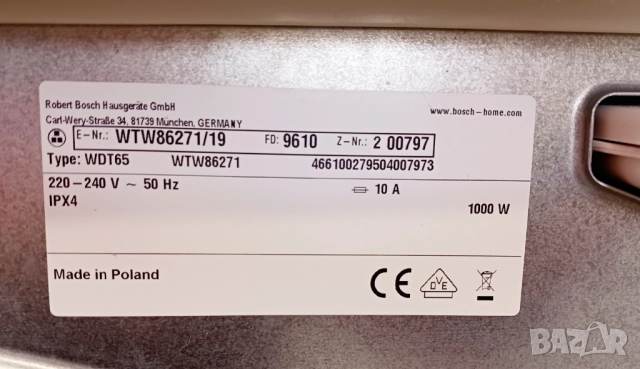 Robert Bosch Hausgeräte GmbH
Carl-Wery-Straße 34, 81739 München, GERMANY
www.bosch-home.com
E-Nr.: WTW86271/19 FD: 9610 Z-Nr.: 2 00797
Type: WDT65 WTW86271 466100279504007973
220-240 V ~ 50 Hz 10 A
IPX4 1000 W
Made in Poland
CE DVE
BAZAR